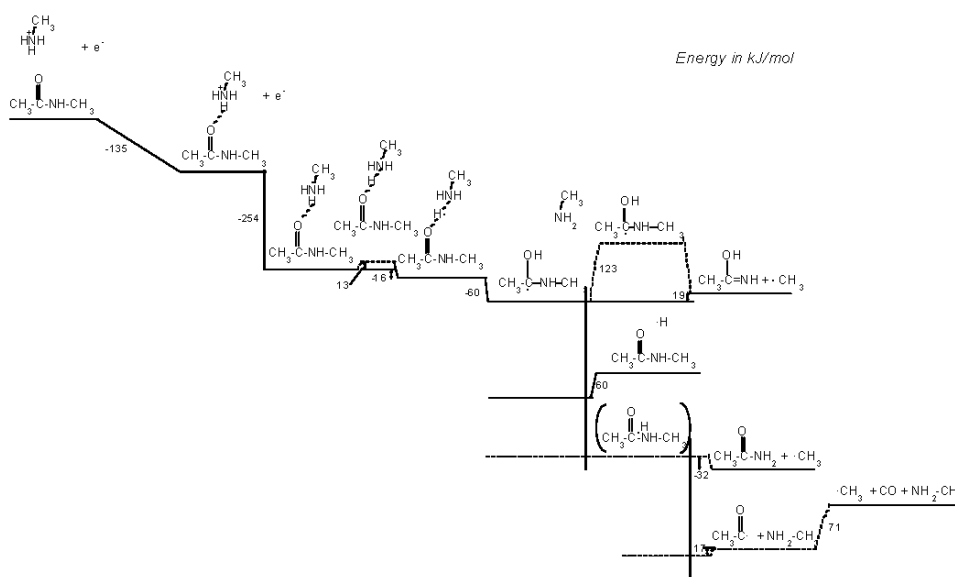 CH3
+
HNH
H
+ e-
Energy in kJ/mol
O
CH3-C-NH-CH3
-135
CH3
+
HNH
H
+ e-
O
CH3-C-NH-CH3
-254
CH3
HNH
H
O
CH3-C-NH-CH3
13
CH3
HNH
H
O
CH3-C-NH-CH3
-16
CH3
HNH
H·
O
CH3-C-NH-CH3
-60
OH
CH3-C-NH-CH
CH3
NH2
OH
CH3-C-NH-CH3
123
19
OH
CH3-C=NH + ·CH3
·H
O
CH3-C-NH-CH3
60
O
·H
CH3-C-NH-CH3
-32
O
CH3-C-NH2 + ·CH3
17
O
CH3-C· + NH2-CH3
71
·CH3 + CO + NH2-CH